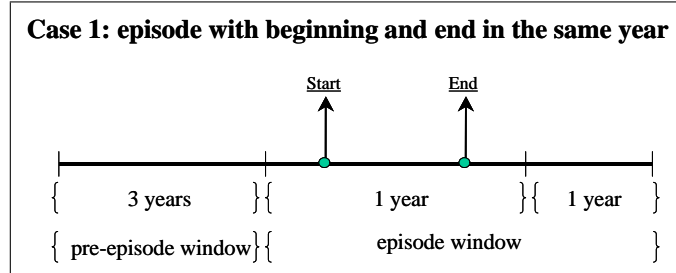 Case 1: episode with beginning and end in the same year
Start End
{ 3 years }{ 1 year }{ 1 year }
{ pre-episode window}{ episode window }